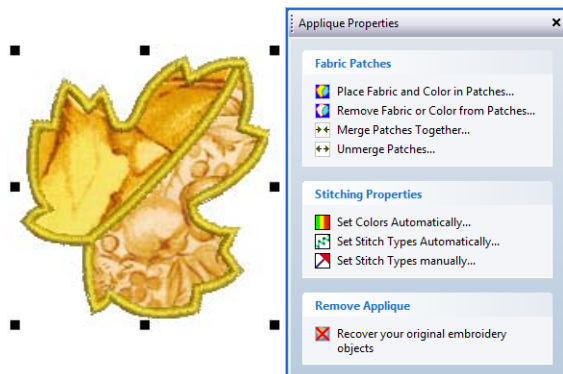 Applique Properties
Fabric Patches
Place Fabric and Color in Patches...
Remove Fabric or Color from Patches...
Merge Patches Together...
Unmerge Patches...
Stitching Properties
Set Colors Automatically...
Set Stitch Types Automatically...
Set Stitch Types manually...
Remove Applique
Recover your original embroidery
objects